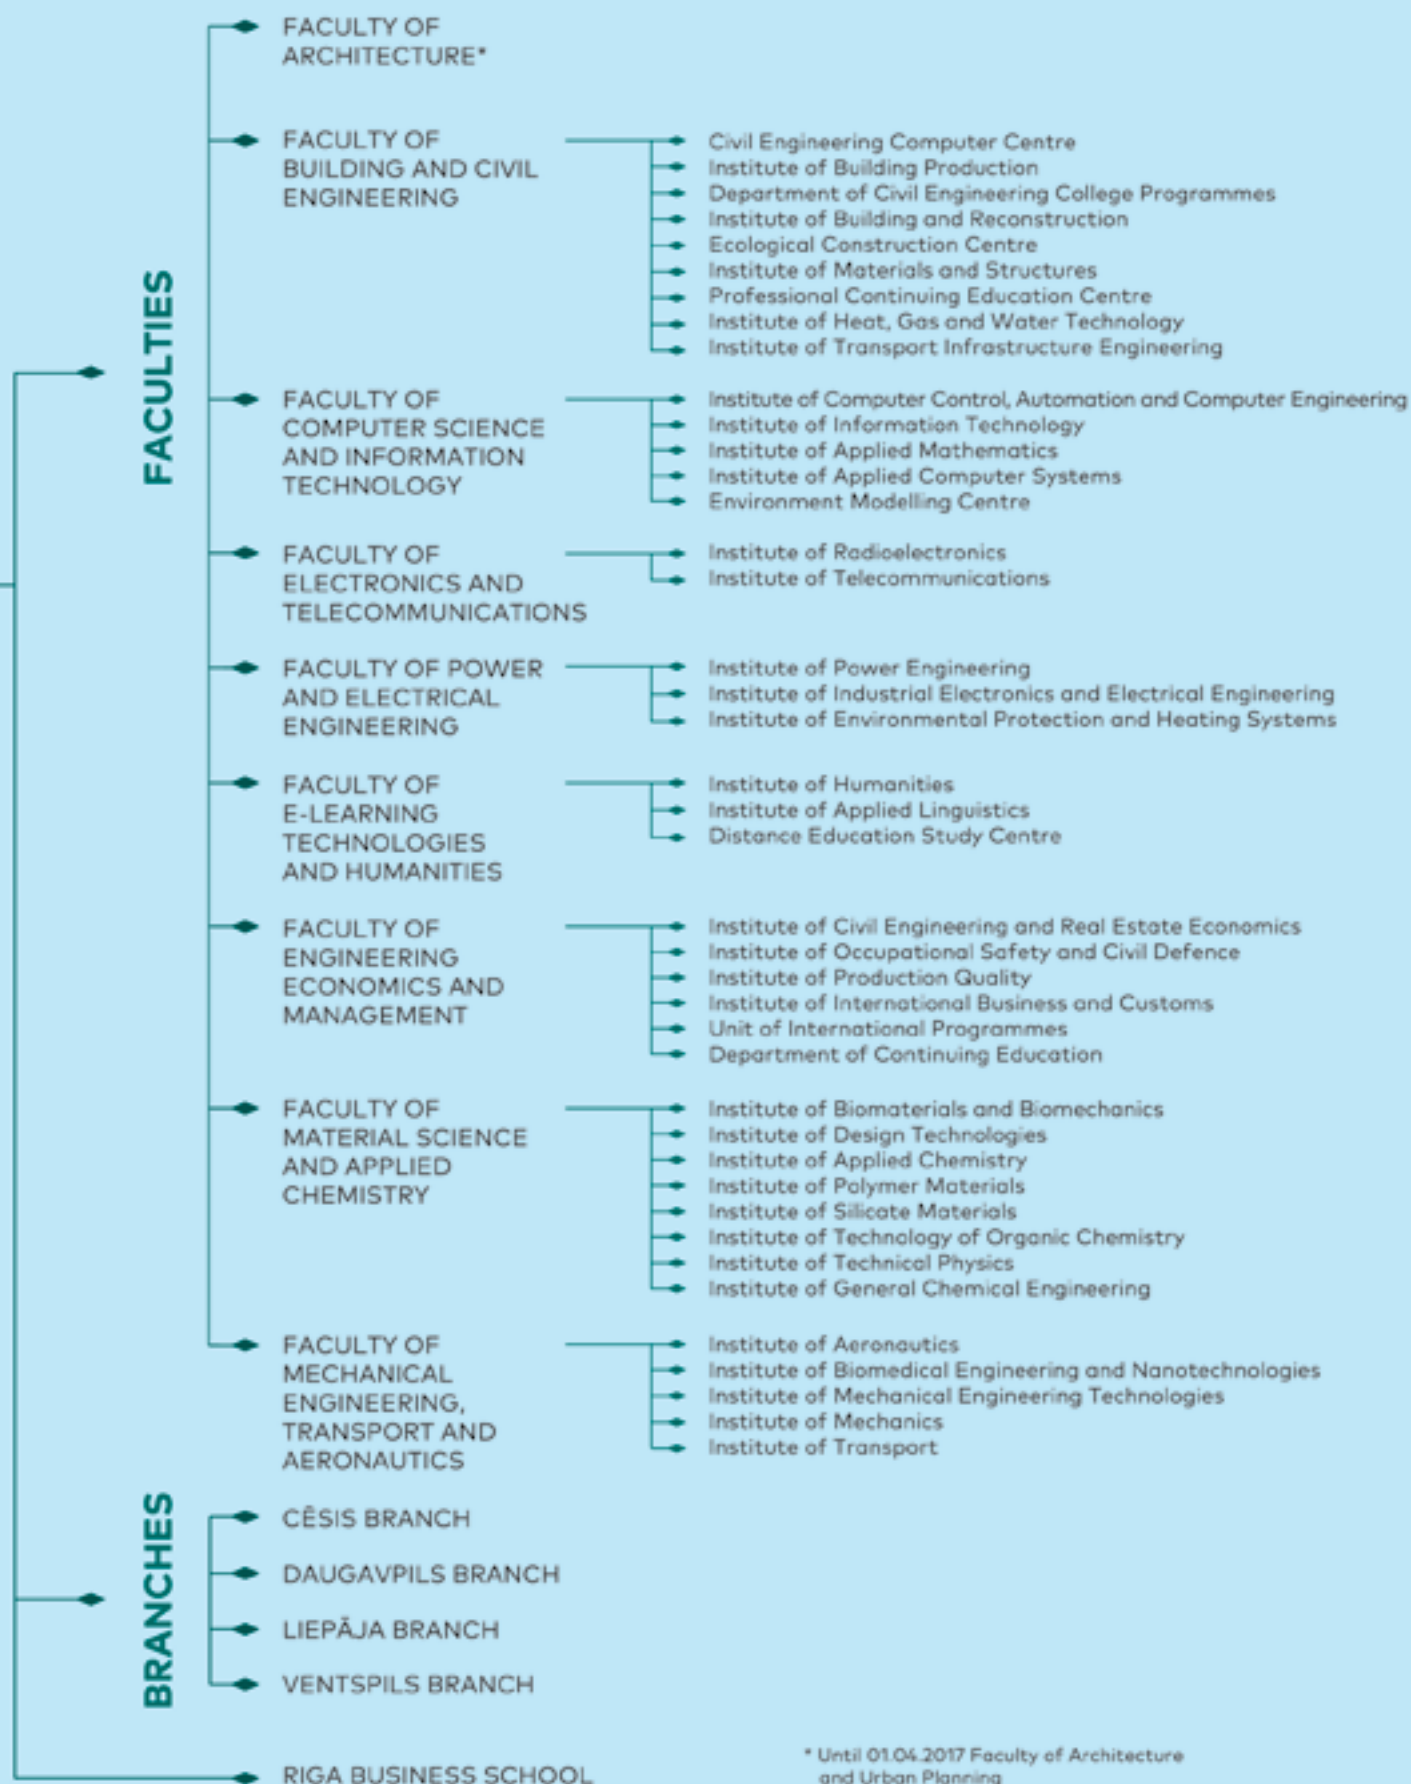 FACULTIES
FACULTY OF
ARCHITECTURE*
FACULTY OF
BUILDING AND CIVIL
ENGINEERING
Civil Engineering Computer Centre
Institute of Building Production
Department of Civil Engineering College Programmes
Institute of Building and Reconstruction
Ecological Construction Centre
Institute of Materials and Structures
Professional Continuing Education Centre
Institute of Heat, Gas and Water Technology
Institute of Transport Infrastructure Engineering
FACULTY OF
COMPUTER SCIENCE
AND INFORMATION
TECHNOLOGY
Institute of Computer Control, Automation and Computer Engineering
Institute of Information Technology
Institute of Applied Mathematics
Institute of Applied Computer Systems
Environment Modelling Centre
FACULTY OF
ELECTRONICS AND
TELECOMMUNICATIONS
Institute of Radioelectronics
Institute of Telecommunications
FACULTY OF POWER
AND ELECTRICAL
ENGINEERING
Institute of Power Engineering
Institute of Industrial Electronics and Electrical Engineering
Institute of Environmental Protection and Heating Systems
FACULTY OF
E-LEARNING
TECHNOLOGIES
AND HUMANITIES
Institute of Humanities
Institute of Applied Linguistics
Distance Education Study Centre
FACULTY OF
ENGINEERING
ECONOMICS AND
MANAGEMENT
Institute of Civil Engineering and Real Estate Economics
Institute of Occupational Safety and Civil Defence
Institute of Production Quality
Institute of International Business and Customs
Unit of International Programmes
Department of Continuing Education
FACULTY OF
MATERIAL SCIENCE
AND APPLIED
CHEMISTRY
Institute of Biomaterials and Biomechanics
Institute of Design Technologies
Institute of Applied Chemistry
Institute of Polymer Materials
Institute of Silicate Materials
Institute of Technology of Organic Chemistry
Institute of Technical Physics
Institute of General Chemical Engineering
FACULTY OF
MECHANICAL
ENGINEERING,
TRANSPORT AND
AERONAUTICS
Institute of Aeronautics
Institute of Biomedical Engineering and Nanotechnologies
Institute of Mechanical Engineering Technologies
Institute of Mechanics
Institute of Transport
BRANCHES
CĒSIS BRANCH
DAUGAVPILS BRANCH
LIEPĀJA BRANCH
VENTSPILS BRANCH
RIGA BUSINESS SCHOOL
* Until 01.04.2017 Faculty of Architecture
and Urban Planning